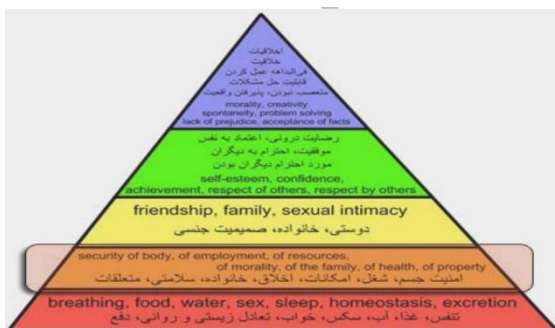 اخلاقیات
خلاقیت
فی‌البداهه عمل کردن
قابلیت حل مشکلات
متعصب نبودن، پذیرفتن واقعیت
morality, creativity
spontaneity, problem solving
lack of prejudice, acceptance of facts
رضایت درونی، اعتماد به نفس
موفقیت، احترام به دیگران
مورد احترام دیگران بودن
self-esteem, confidence,
achievement, respect of others, respect by others
friendship, family, sexual intimacy
دوستی، خانواده، صمیمیت جنسی
security of body, of employment, of resources,
of morality, of the family, of health, of property
امنیت جسم، شغل، امکانات، اخلاق، خانواده، سلامتی، متعلقات
breathing, food, water, sex, sleep, homeostasis, excretion
تنفس، غذا، آب، سکس، خواب، تعادل زیستی و روانی، دفع